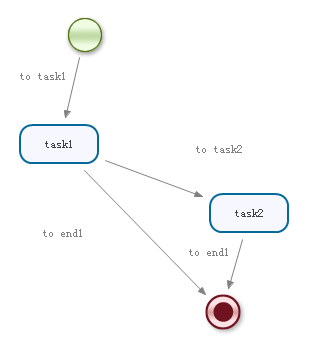 to task1
task1
to task2
task2
to end1
to end1